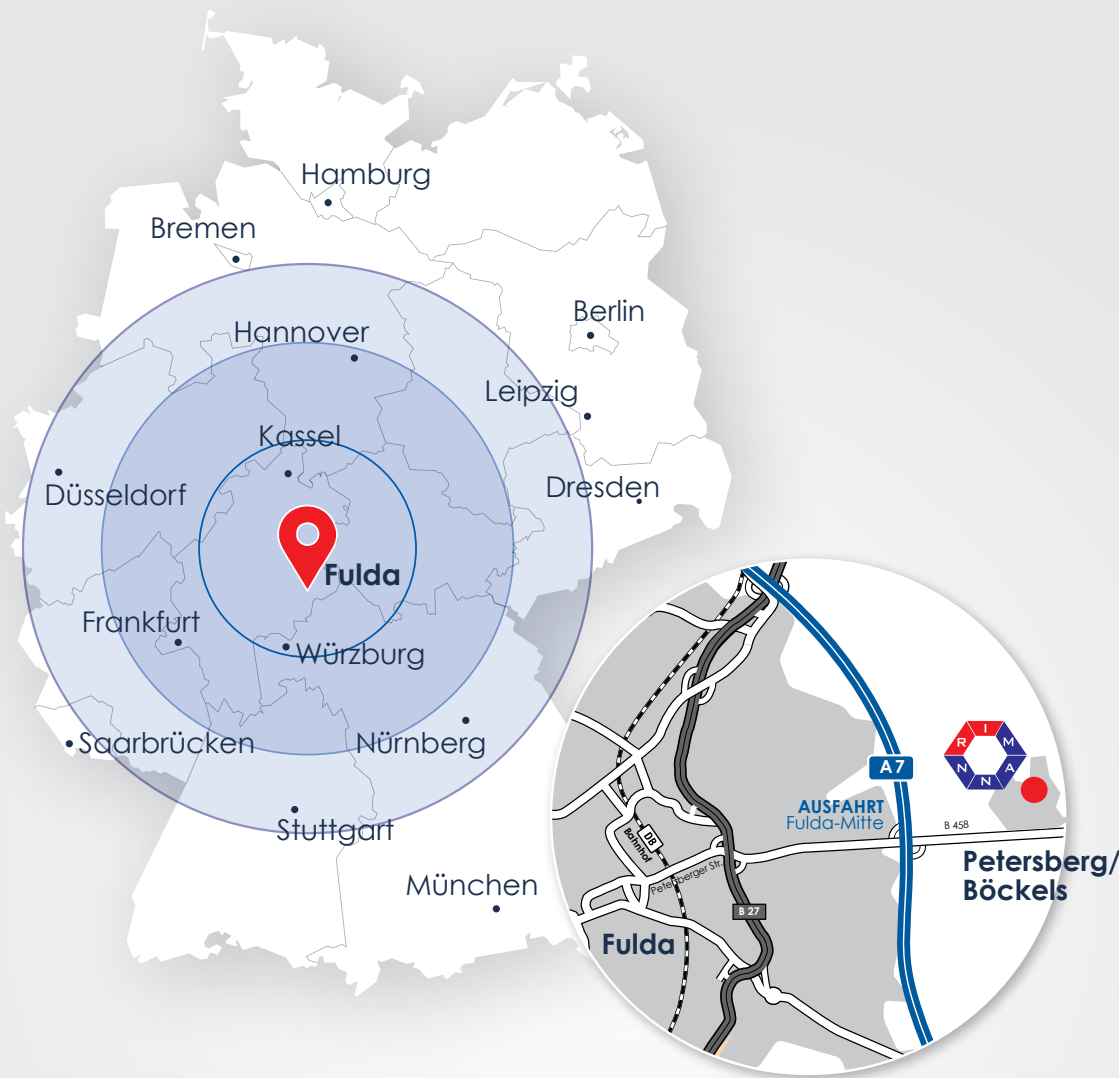 Hamburg
Bremen
Berlin
Hannover
Leipzig
Kassel
Düsseldorf
Dresden
Fulda
Frankfurt
Würzburg
Saarbrücken
Nürnberg
Stuttgart
München
RIMANN
A7
AUSFAHRT
Fulda-Mitte
B 458
DB
Bahnhof
Petersberger Str.
Petersberg/
Böckels
B 27
Fulda